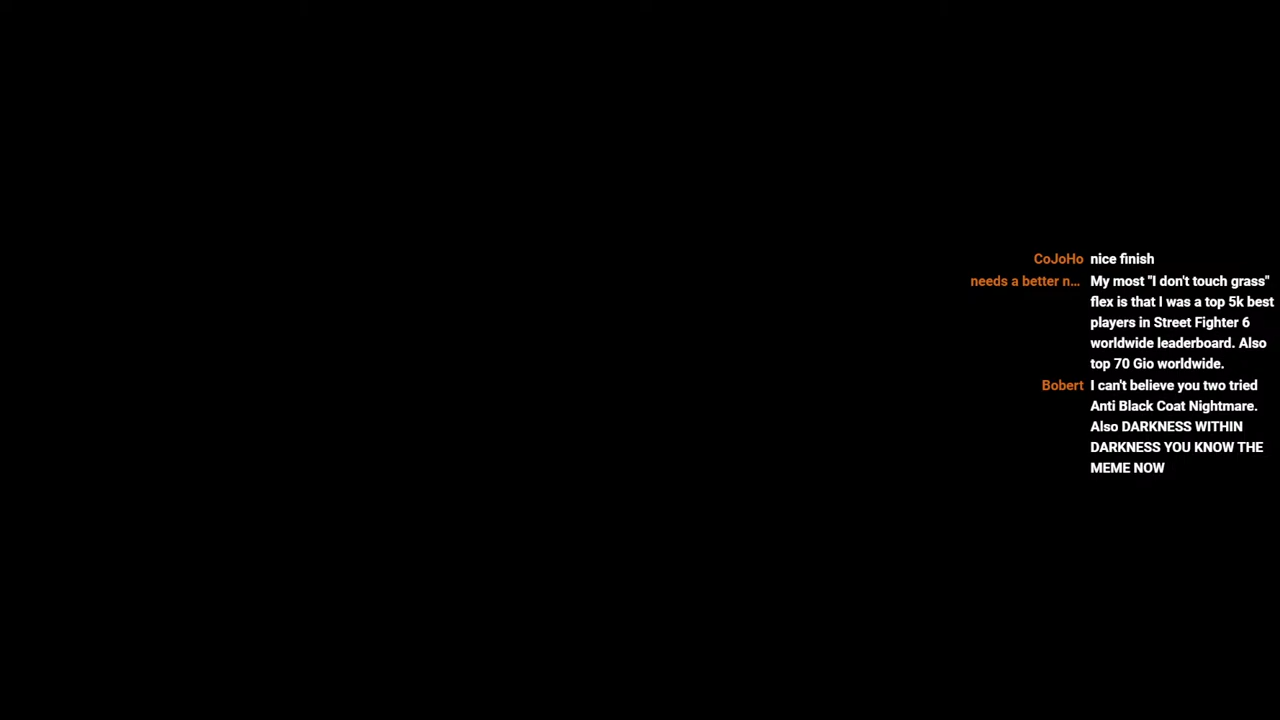 CoJoHo nice finish
needs a better n… My most "I don't touch grass"
flex is that I was a top 5k best
players in Street Fighter 6
worldwide leaderboard. Also
top 70 Gio worldwide.
Bobert I can't believe you two tried
Anti Black Coat Nightmare.
Also DARKNESS WITHIN
DARKNESS YOU KNOW THE
MEME NOW